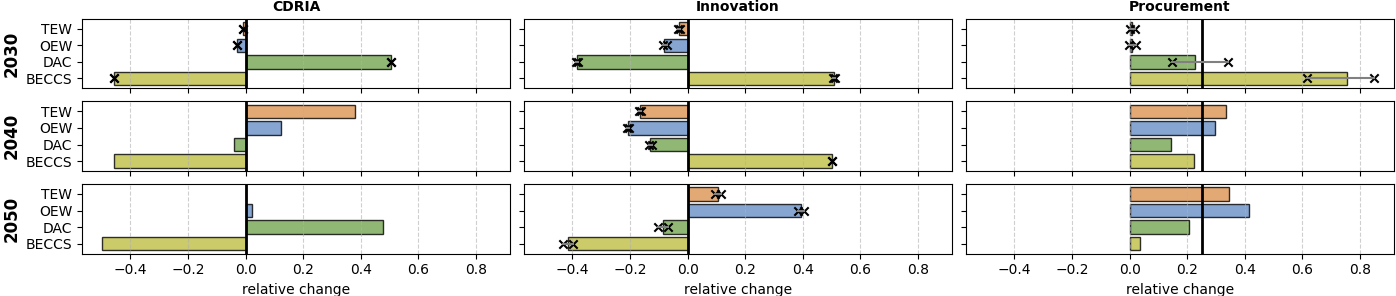 CDRIA Innovation Procurement
2030
TEW
OEW
DAC
BECCS
2040
TEW
OEW
DAC
BECCS
2050
TEW
OEW
DAC
BECCS
−0.4 −0.2 0.0 0.2 0.4 0.6 0.8 −0.4 −0.2 0.0 0.2 0.4 0.6 0.8 −0.4 −0.2 0.0 0.2 0.4 0.6 0.8
relative change relative change relative change